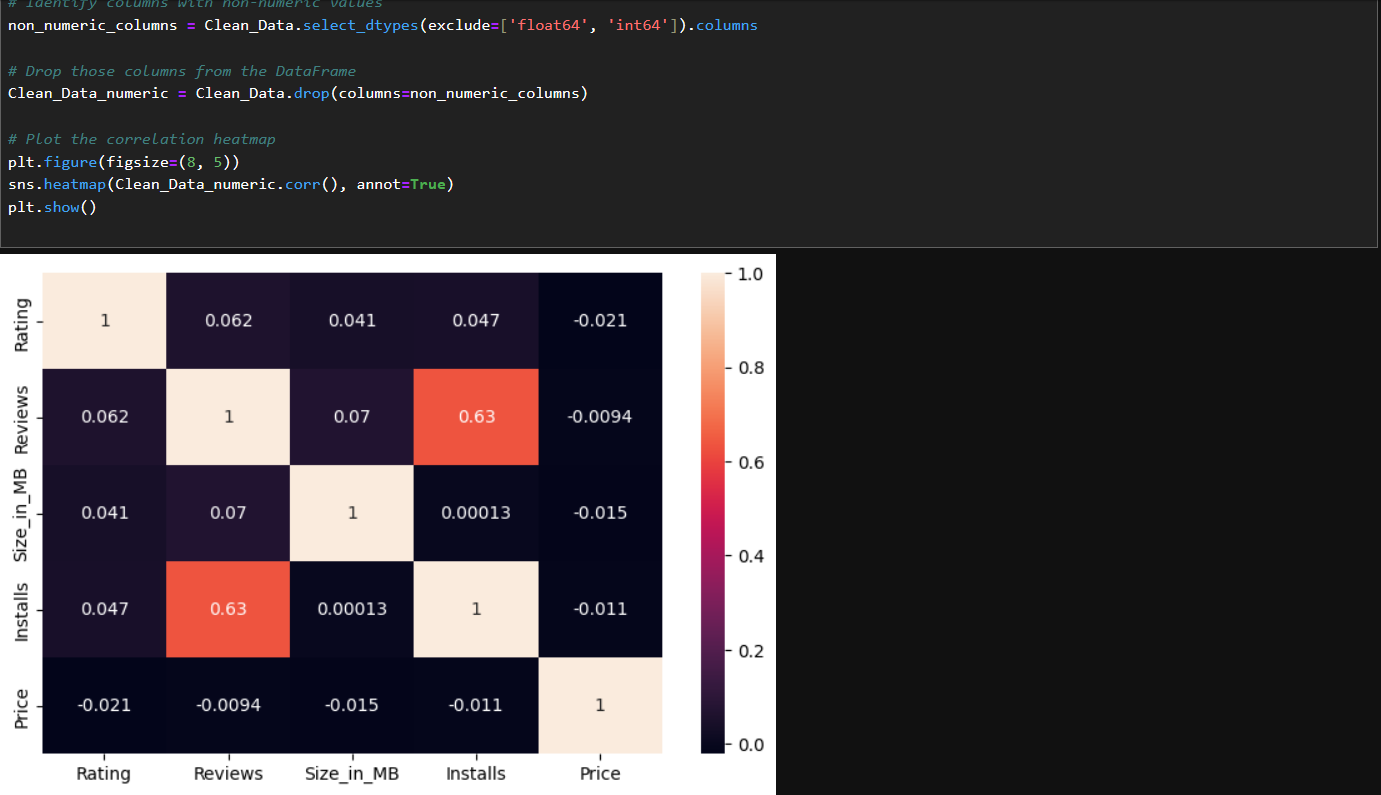 # Identify columns with non-numeric values
non_numeric_columns = Clean_Data.select_dtypes(exclude=['float64', 'int64']).columns
# Drop those columns from the DataFrame
Clean_Data_numeric = Clean_Data.drop(columns=non_numeric_columns)
# Plot the correlation heatmap
plt.figure(figsize=(8, 5))
sns.heatmap(Clean_Data_numeric.corr(), annot=True)
plt.show()
Rating 1 0.062 0.041 0.047 -0.021
Reviews 0.062 1 0.07 0.63 -0.0094
Size_in_MB 0.041 0.07 1 0.00013 -0.015
Installs 0.047 0.63 0.00013 1 -0.011
Price -0.021 -0.0094 -0.015 -0.011 1
Rating Reviews Size_in_MB Installs Price
1.0
0.8
0.6
0.4
0.2
0.0